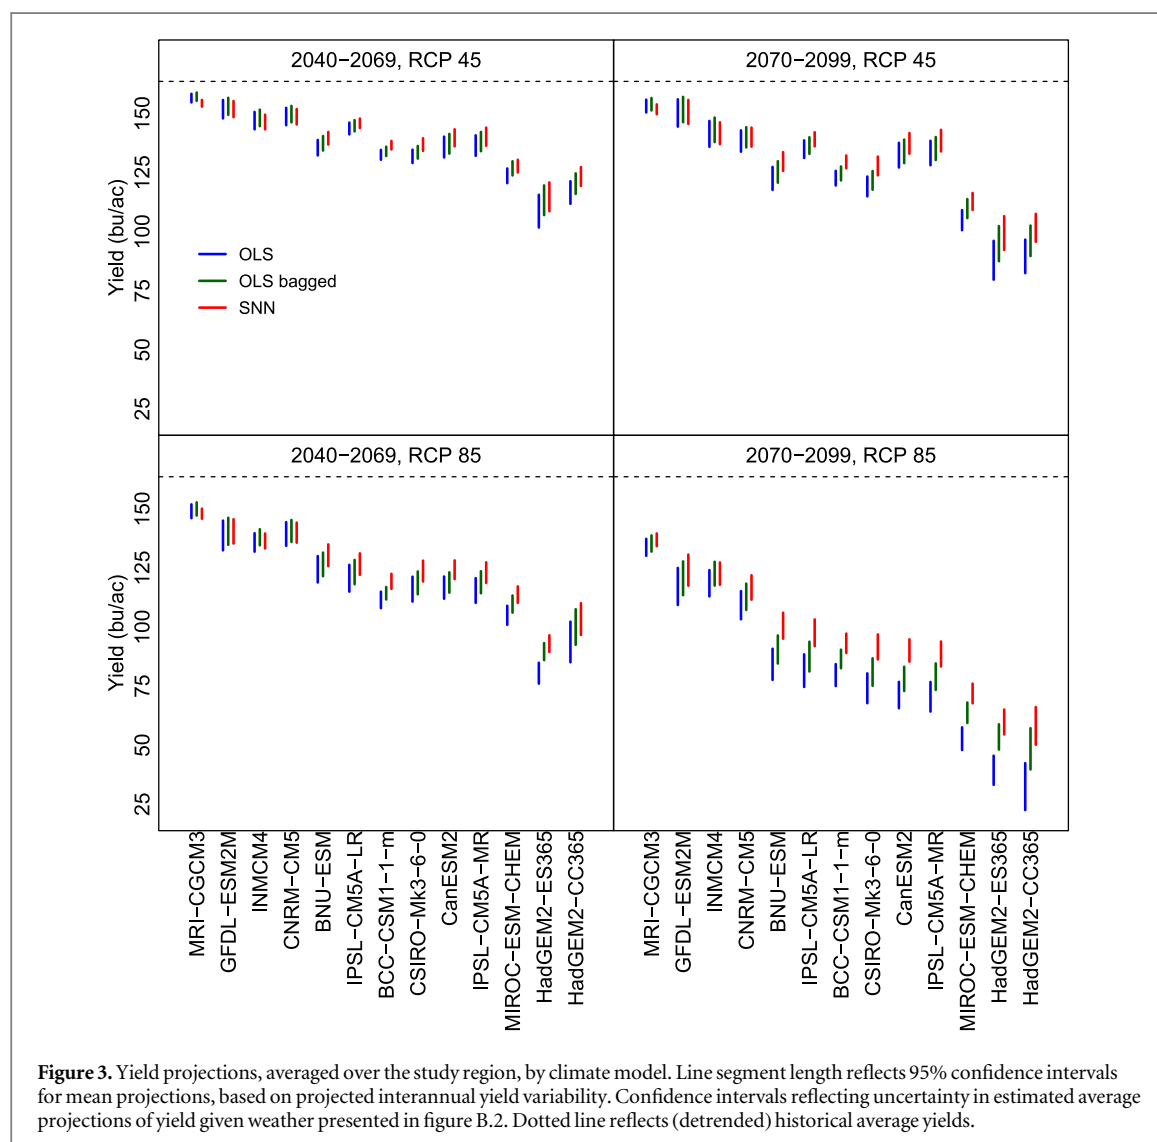 2040−2069, RCP 45
2070−2099, RCP 45
Yield (bu/ac)
150
125
100
75
50
25
OLS
OLS bagged
SNN
2040−2069, RCP 85
2070−2099, RCP 85
Yield (bu/ac)
150
125
100
75
50
25
MRI−CGCM3
GFDL−ESM2M
INMCM4
CNRM−CM5
BNU−ESM
IPSL−CM5A−LR
BCC−CSM1−1−m
CSIRO−Mk3−6−0
CanESM2
IPSL−CM5A−MR
MIROC−ESM−CHEM
HadGEM2−ES365
HadGEM2−CC365
MRI−CGCM3
GFDL−ESM2M
INMCM4
CNRM−CM5
BNU−ESM
IPSL−CM5A−LR
BCC−CSM1−1−m
CSIRO−Mk3−6−0
CanESM2
IPSL−CM5A−MR
MIROC−ESM−CHEM
HadGEM2−ES365
HadGEM2−CC365
Figure 3. Yield projections, averaged over the study region, by climate model. Line segment length reflects 95% confidence intervals
for mean projections, based on projected interannual yield variability. Confidence intervals reflecting uncertainty in estimated average
projections of yield given weather presented in figure B.2. Dotted line reflects (detrended) historical average yields.